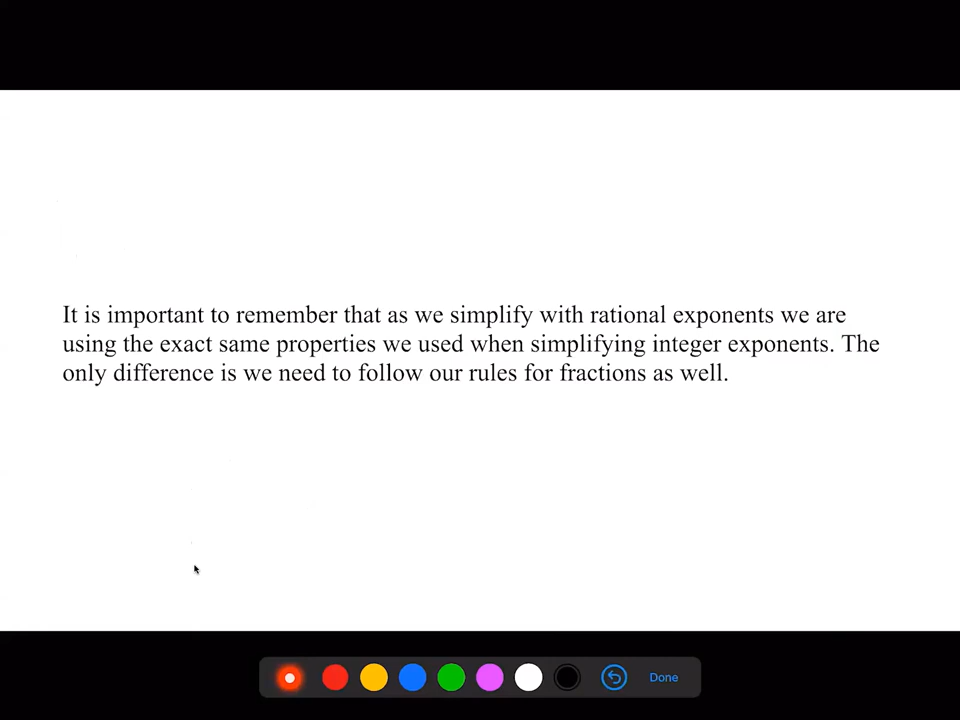 It is important to remember that as we simplify with rational exponents we are
using the exact same properties we used when simplifying integer exponents. The
only difference is we need to follow our rules for fractions as well.
Done